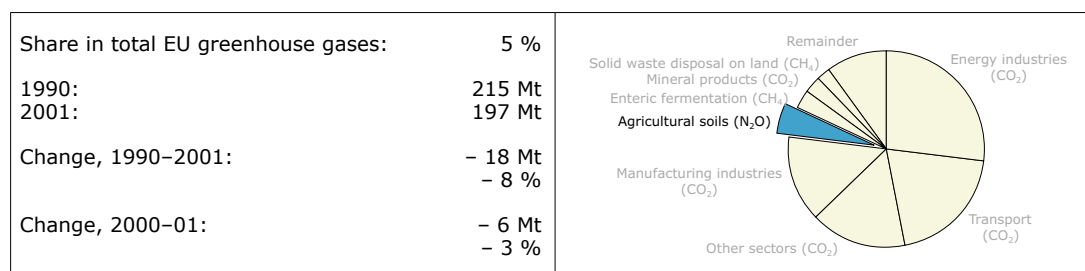 Share in total EU greenhouse gases: 5 %
1990: 215 Mt
2001: 197 Mt
Change, 1990–2001: – 18 Mt
– 8 %
Change, 2000–01: – 6 Mt
– 3 %
Remainder
Solid waste disposal on land (CH₄)
Mineral products (CO₂)
Enteric fermentation (CH₄)
Agricultural soils (N₂O)
Manufacturing industries
(CO₂)
Other sectors (CO₂)
Energy industries
(CO₂)
Transport
(CO₂)